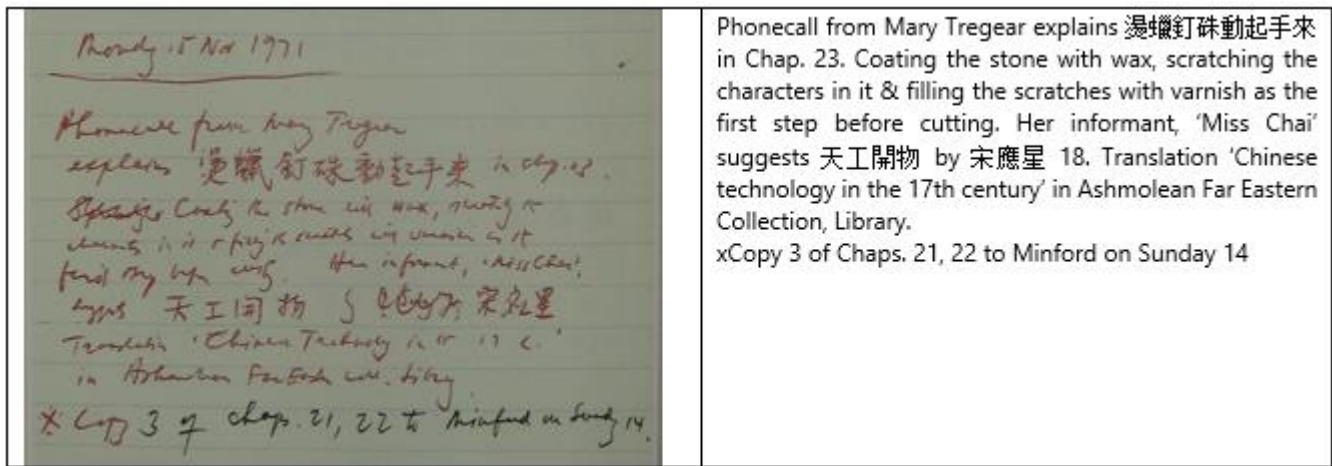 Monday 15 Nov 1971
Phonecall from Mary Tregear
explains 燙蠟釘硃動起手來 in Chap. 23.
Coating the stone with wax, scratching the
characters in it & filling the scratches with varnish as the
first step before cutting. Her informant, 'Miss Chai',
suggests 天工開物 by 宋應星
Translation 'Chinese Technology in the 17 c.'
in Ashmolean Far Eastern Coll. Library
x Copy 3 of Chaps. 21, 22 to Minford on Sunday 14.
Phonecall from Mary Tregear explains 燙蠟釘硃動起手來
in Chap. 23. Coating the stone with wax, scratching the
characters in it & filling the scratches with varnish as the
first step before cutting. Her informant, ‘Miss Chai’
suggests 天工開物 by 宋應星 18. Translation ‘Chinese
technology in the 17th century’ in Ashmolean Far Eastern
Collection, Library.
xCopy 3 of Chaps. 21, 22 to Minford on Sunday 14